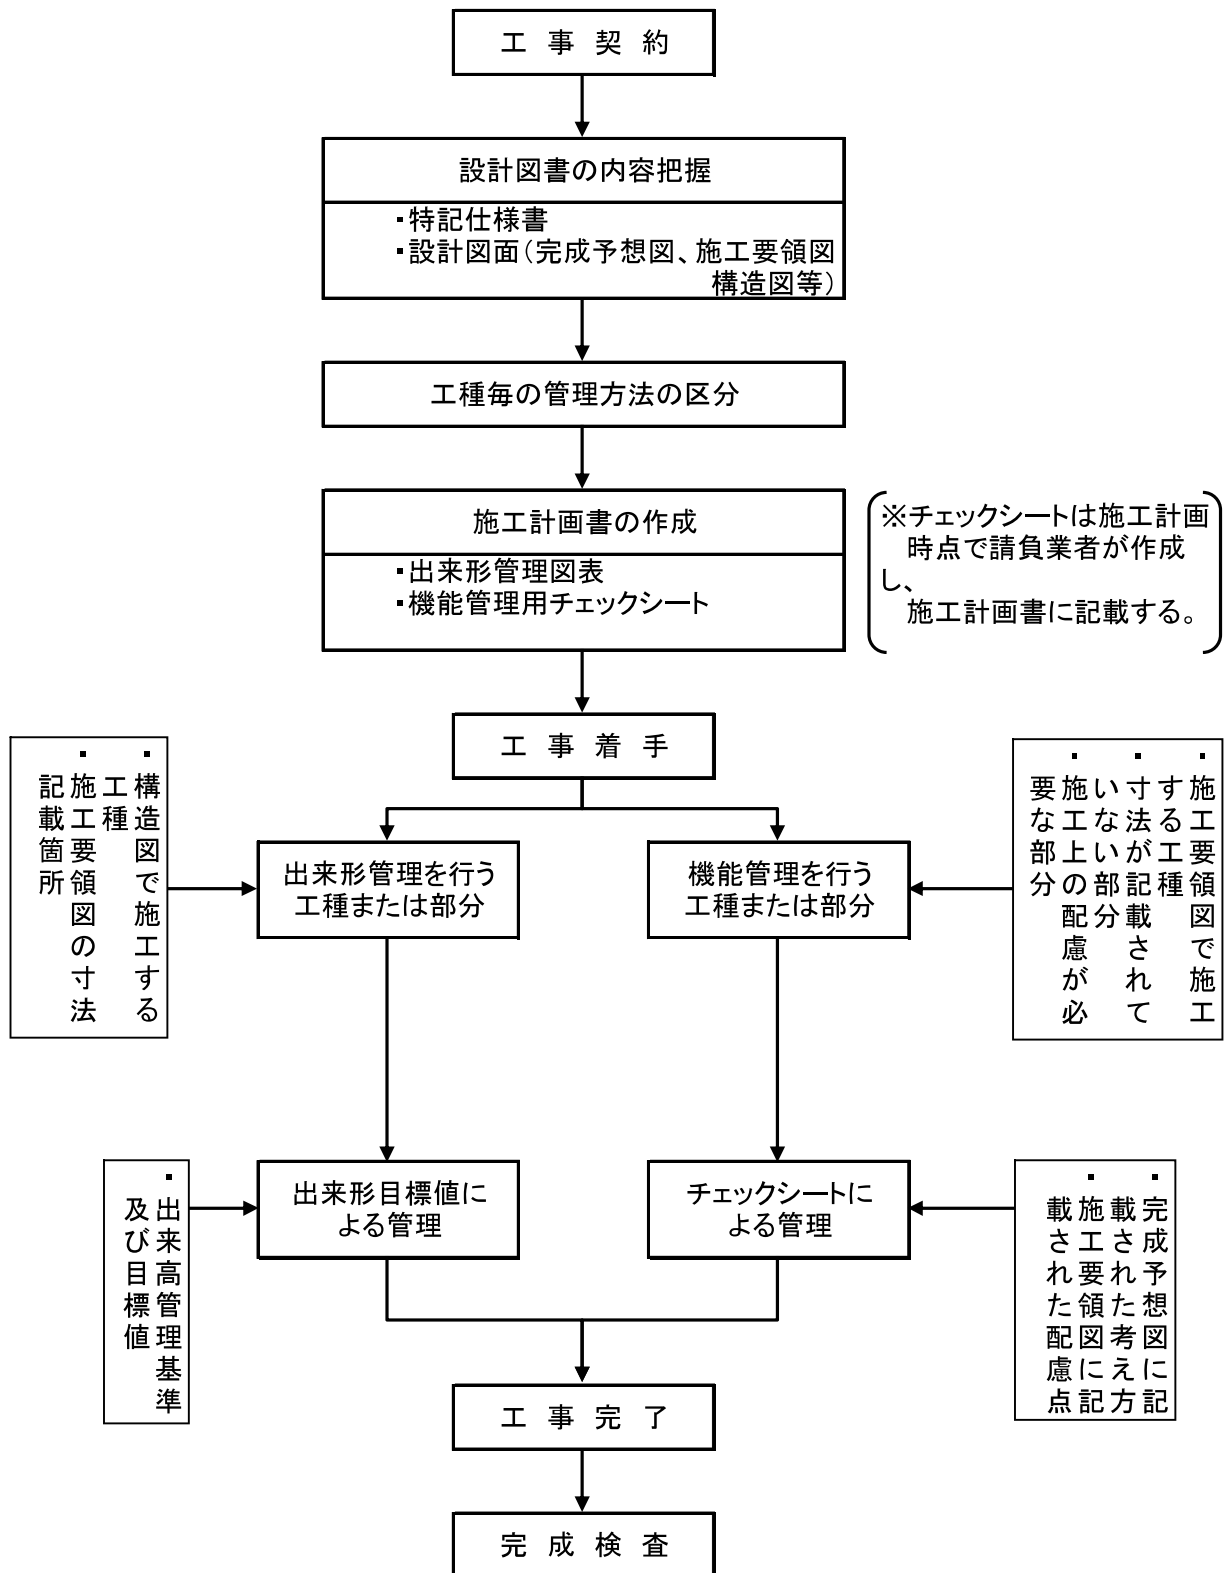 工事契約
設計図書の内容把握
・特記仕様書
・設計図面（完成予想図、施工要領図
構造図等）
工種毎の管理方法の区分
施工計画書の作成
・出来形管理図表
・機能管理用チェックシート
※チェックシートは施工計画
時点で請負業者が作成
し、
施工計画書に記載する。
工事着手
・構造図で施工する
工種
・施工要領図の寸法
記載箇所
出来形管理を行う
工種または部分
機能管理を行う
工種または部分
・施工要領図で施工
する工種
・寸法が記載されて
いない部分
・施工上の配慮が必
要な部分
・出来高管理基準
及び目標値
出来形目標値に
よる管理
チェックシートに
よる管理
・完成予想図に記
載された考え方
・施工要領図に記
載された配慮点
工事完了
完成検査